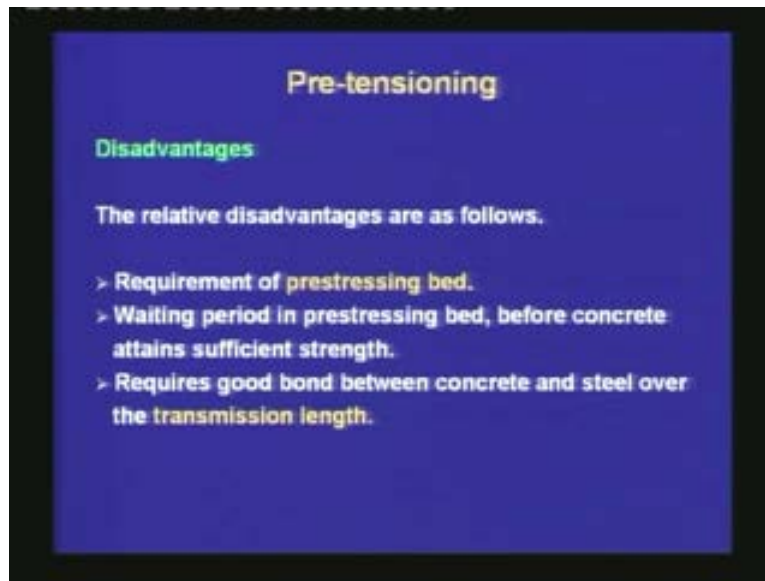 Pre-tensioning
Disadvantages
The relative disadvantages are as follows.
➢ Requirement of prestressing bed.
➢ Waiting period in prestressing bed, before concrete
attains sufficient strength.
➢ Requires good bond between concrete and steel over
the transmission length.